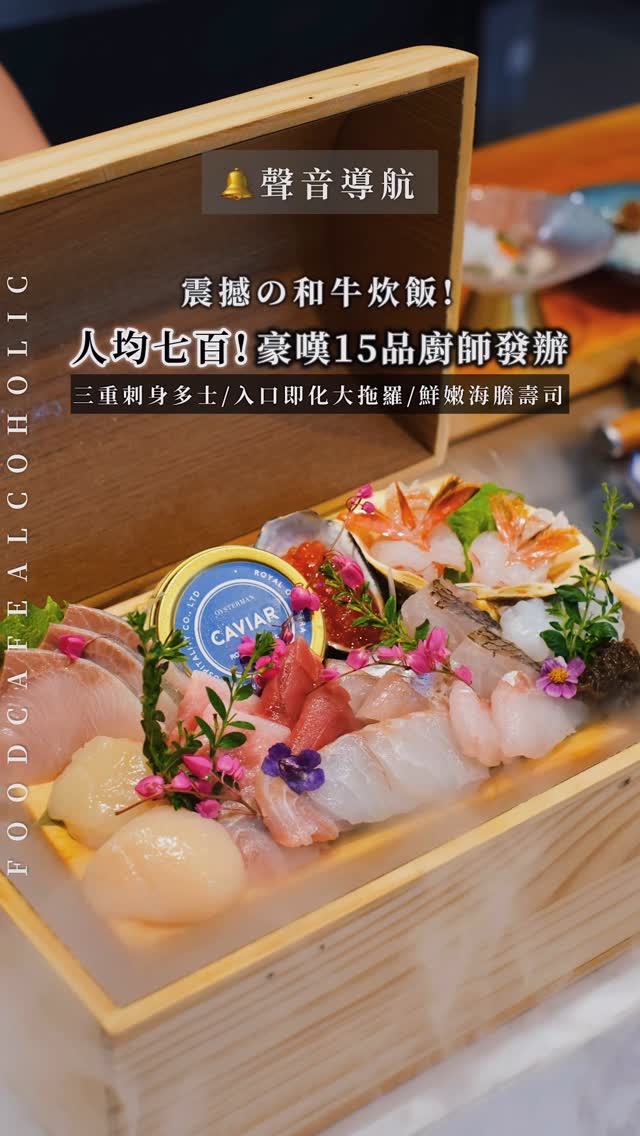 🔔聲音導航
震撼の和牛炊飯!
人均七百!豪嘆15品廚師發辦
三重刺身多士/入口即化大拖羅/鮮嫩海膽壽司
FOODCAFEALCOHOLIC
OYSTERMAN
CAVIAR